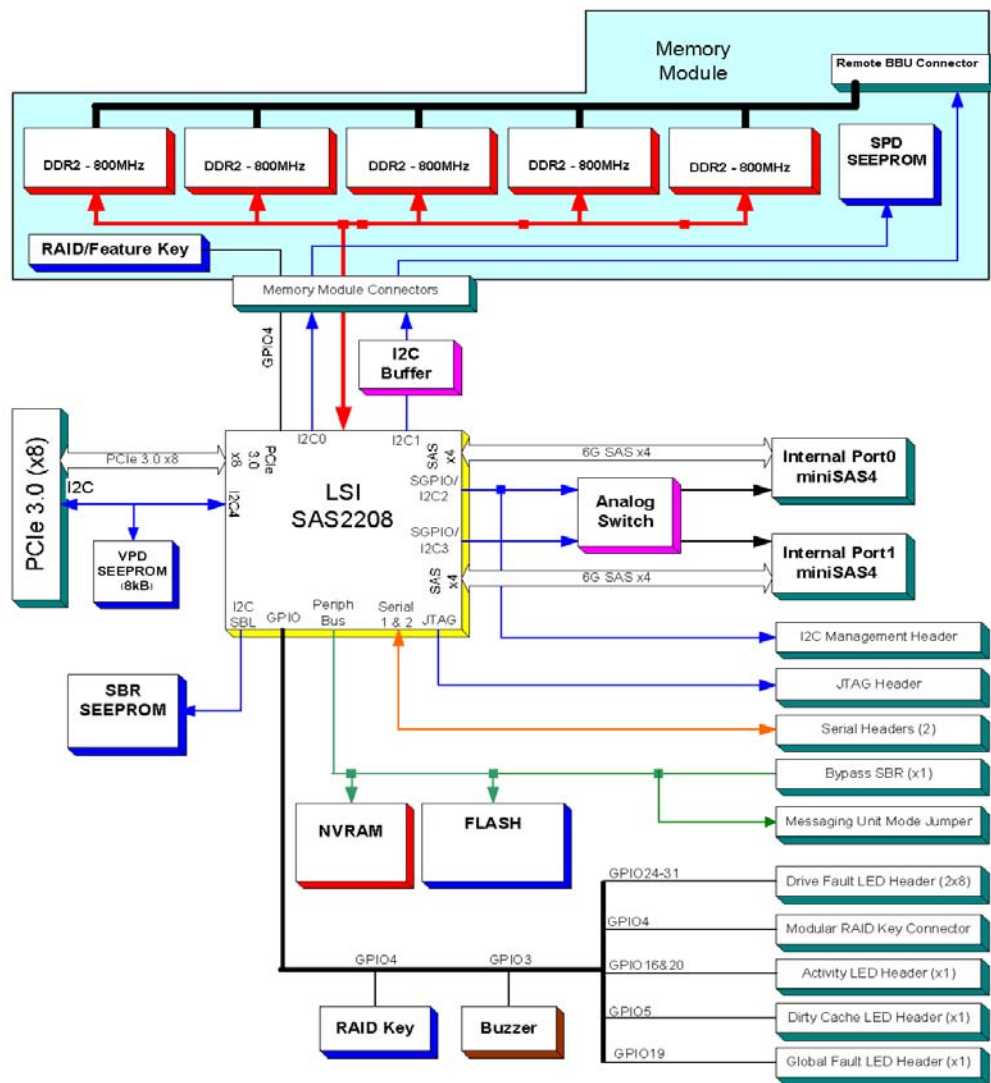 Memory
Module
Remote BBU Connector
DDR2 - 800MHz
DDR2 - 800MHz
DDR2 - 800MHz
DDR2 - 800MHz
DDR2 - 800MHz
SPD
SEEPROM
RAID/Feature Key
Memory Module Connectors
GPIO4
I2C
Buffer
PCIe 3.0 (x8)
PCIe 3.0 x8
I2C
VPD
SEEPROM
(8kB)
I2C0
I2C1
PCIe
3.0
x8
I2C4
LSI
SAS2208
SAS
x4
SGPIO/
I2C2
SGPIO/
I2C3
SAS
x4
I2C
SBL
GPIO
Periph
Bus
Serial
1 & 2
JTAG
6G SAS x4
Analog
Switch
6G SAS x4
Internal Port0
miniSAS4
Internal Port1
miniSAS4
I2C Management Header
JTAG Header
Serial Headers (2)
Bypass SBR (x1)
Messaging Unit Mode Jumper
SBR
SEEPROM
NVRAM
FLASH
GPIO24-31
Drive Fault LED Header (2x8)
GPIO4
Modular RAID Key Connector
GPIO16&20
Activity LED Header (x1)
GPIO5
Dirty Cache LED Header (x1)
GPIO19
Global Fault LED Header (x1)
GPIO4
GPIO3
RAID Key
Buzzer